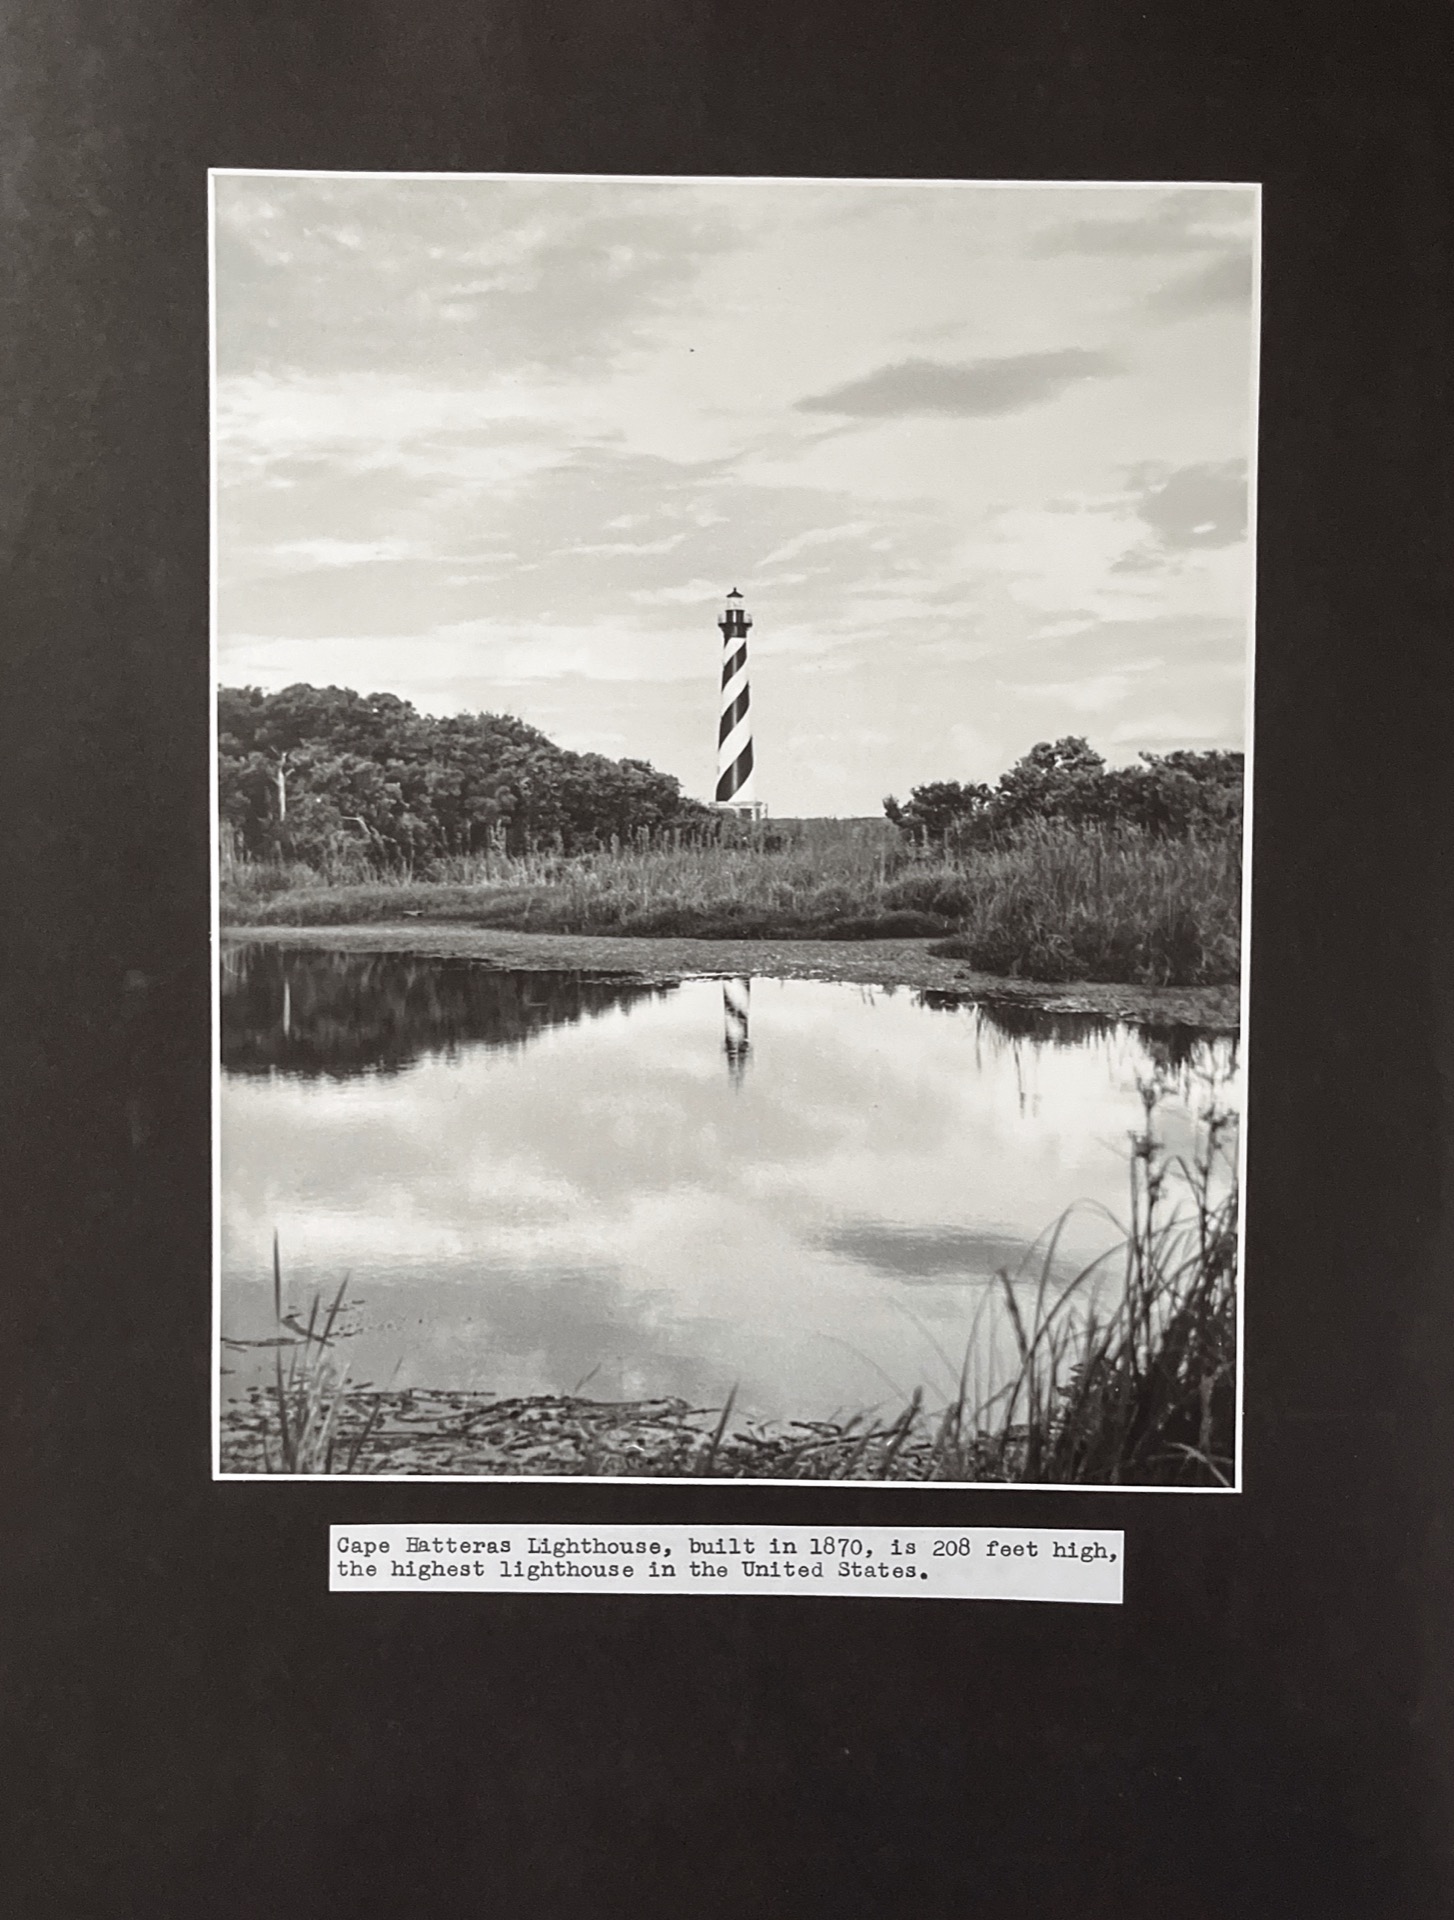 Cape Hatteras Lighthouse, built in 1870, is 208 feet high,
the highest lighthouse in the United States.